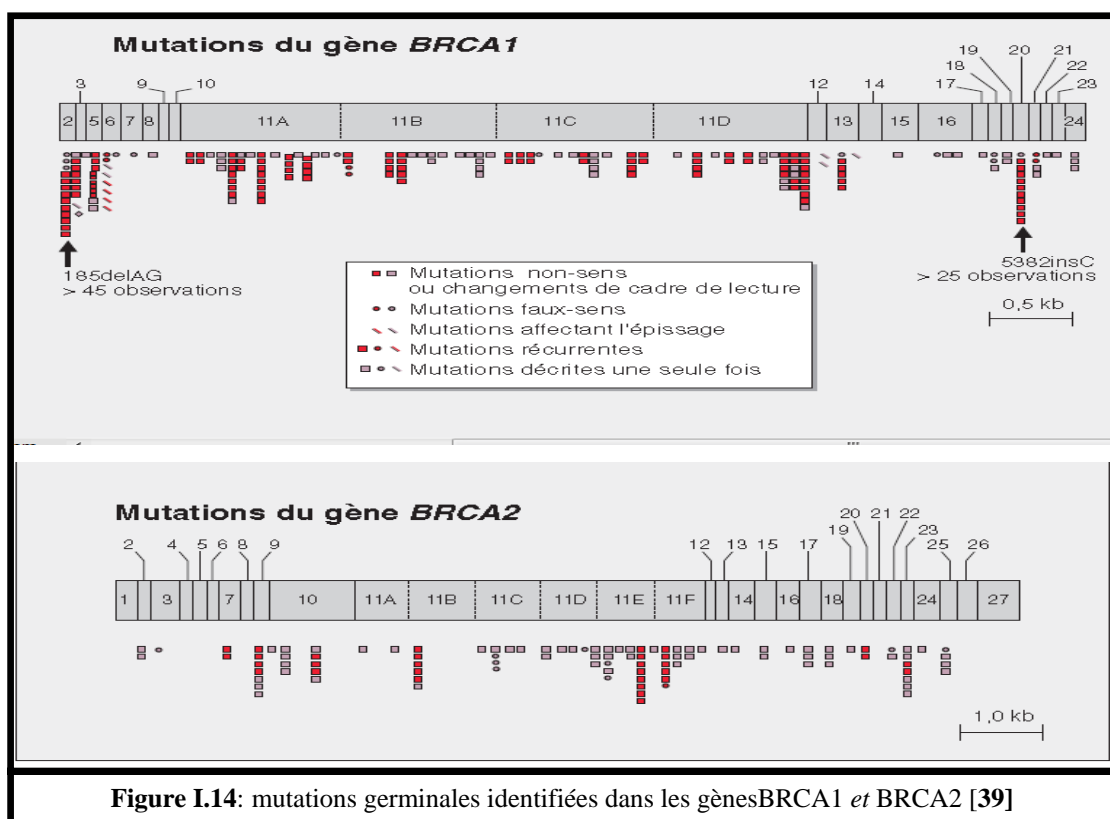 Mutations du gène BRCA1
3 9 10 12 14 17 18 19 20 21 22 23
2 5 6 7 8 11A 11B 11C 11D 13 15 16 24
185delAG
> 45 observations
5382insC
> 25 observations
0,5 kb
Mutations non-sens
ou changements de cadre de lecture
Mutations faux-sens
Mutations affectant l'épissage
Mutations récurrentes
Mutations décrites une seule fois
Mutations du gène BRCA2
2 4 5 6 8 9 12 13 15 17 19 20 21 22 23 25 26
1 3 7 10 11A 11B 11C 11D 11E 11F 14 16 18 24 27
1,0 kb
Figure I.14: mutations germinales identifiées dans les gènesBRCA1 et BRCA2 [39]